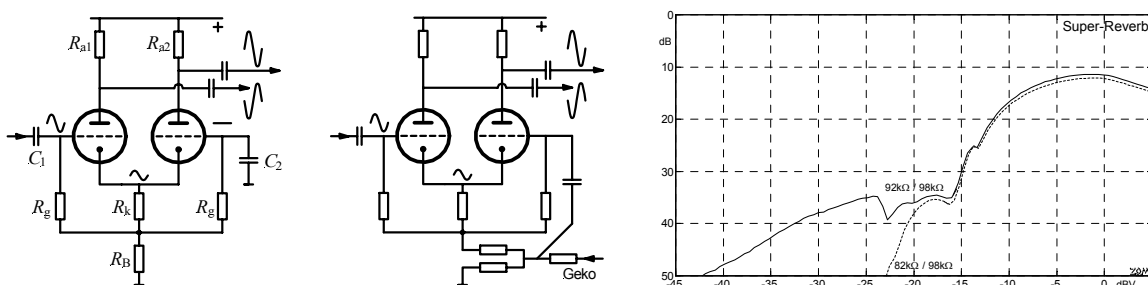 Ra1 Ra2 +
C1 C2
Rg Rk Rg
RB
+
Geko
Super-Reverb
0
dB
10
20
30
40
50
92kΩ / 98kΩ
82kΩ / 98kΩ
-45 -35 -30 -25 -20 -15 -10 -5 0 dBV